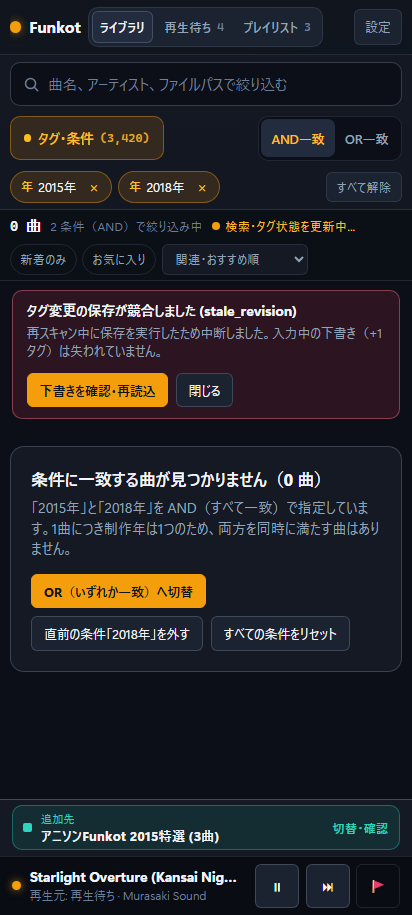 Funkot ライブラリ 再生待ち 4 プレイリスト 3 設定
曲名、アーティスト、ファイルパスで絞り込む
タグ・条件 (3,420) AND一致 OR一致
年 2015年 × 年 2018年 × すべて解除
0 曲 2 条件（AND）で絞り込み中 検索・タグ状態を更新中…
新着のみ お気に入り 関連・おすすめ順
タグ変更の保存が競合しました (stale_revision)
再スキャン中に保存を実行したため中断しました。入力中の下書き（+1
タグ）は失われていません。
下書きを確認・再読込 閉じる
条件に一致する曲が見つかりません（0 曲）
「2015年」と「2018年」を AND（すべて一致）で指定していま
す。1曲につき制作年は1つのため、両方を同時に満たす曲はあり
ません。
OR（いずれか一致）へ切替
直前の条件「2018年」を外す すべての条件をリセット
追加先
アニソンFunkot 2015特選 (3曲) 切替・確認
Starlight Overture (Kansai Nig…
再生元: 再生待ち · Murasaki Sound